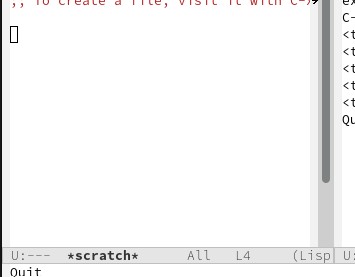 ;; To create a file, visit it with C-
U:---  *scratch*      All   L4     (Lisp
Quit
ex
C-
<t
<t
<t
<t
<t
Qu
U: